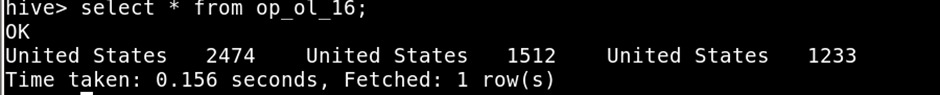 hive> select * from op_ol_16;
OK
United States   2474    United States   1512    United States   1233
Time taken: 0.156 seconds, Fetched: 1 row(s)